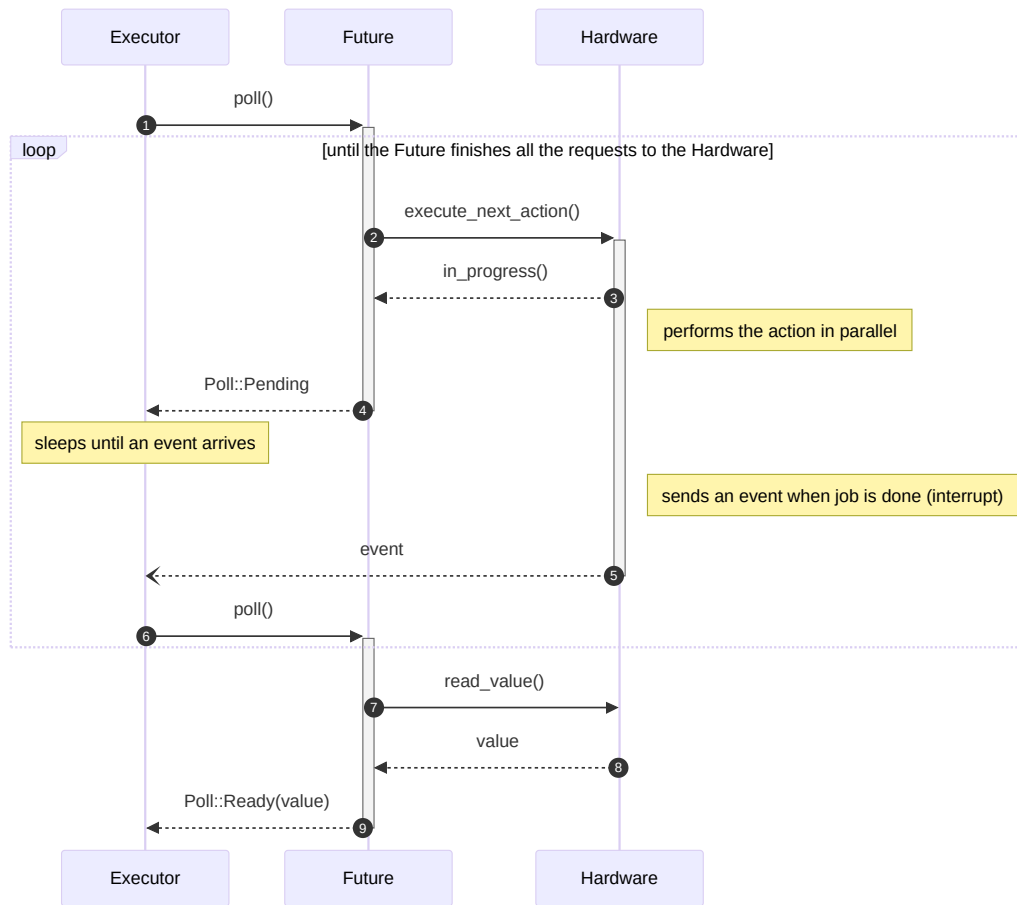 Executor
Future
Hardware
poll()
1
loop
[until the Future finishes all the requests to the Hardware]
execute_next_action()
2
in_progress()
3
performs the action in parallel
Poll::Pending
4
sleeps until an event arrives
sends an event when job is done (interrupt)
event
5
poll()
6
read_value()
7
value
8
Poll::Ready(value)
9
Executor
Future
Hardware